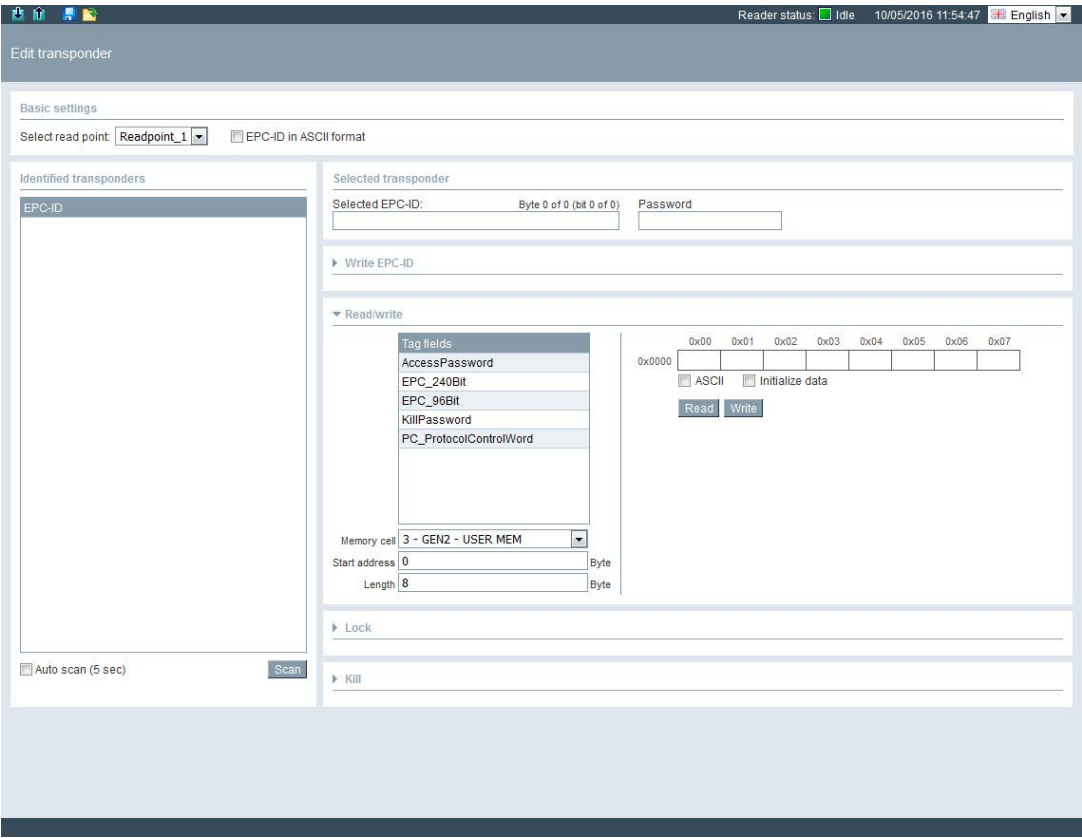 Reader status: Idle 10/05/2016 11:54:47 English
Edit transponder
Basic settings
Select read point: Readpoint_1 EPC-ID in ASCII format
Identified transponders
EPC-ID
Auto scan (5 sec) Scan
Selected transponder
Selected EPC-ID: Byte 0 of 0 (bit 0 of 0) Password
Write EPC-ID
Read/write
Tag fields
AccessPassword
EPC_240Bit
EPC_96Bit
KillPassword
PC_ProtocolControlWord
Memory cell 3 - GEN2 - USER MEM
Start address 0 Byte
Length 8 Byte
0x00 0x01 0x02 0x03 0x04 0x05 0x06 0x07
0x0000
ASCII Initialize data
Read Write
Lock
Kill